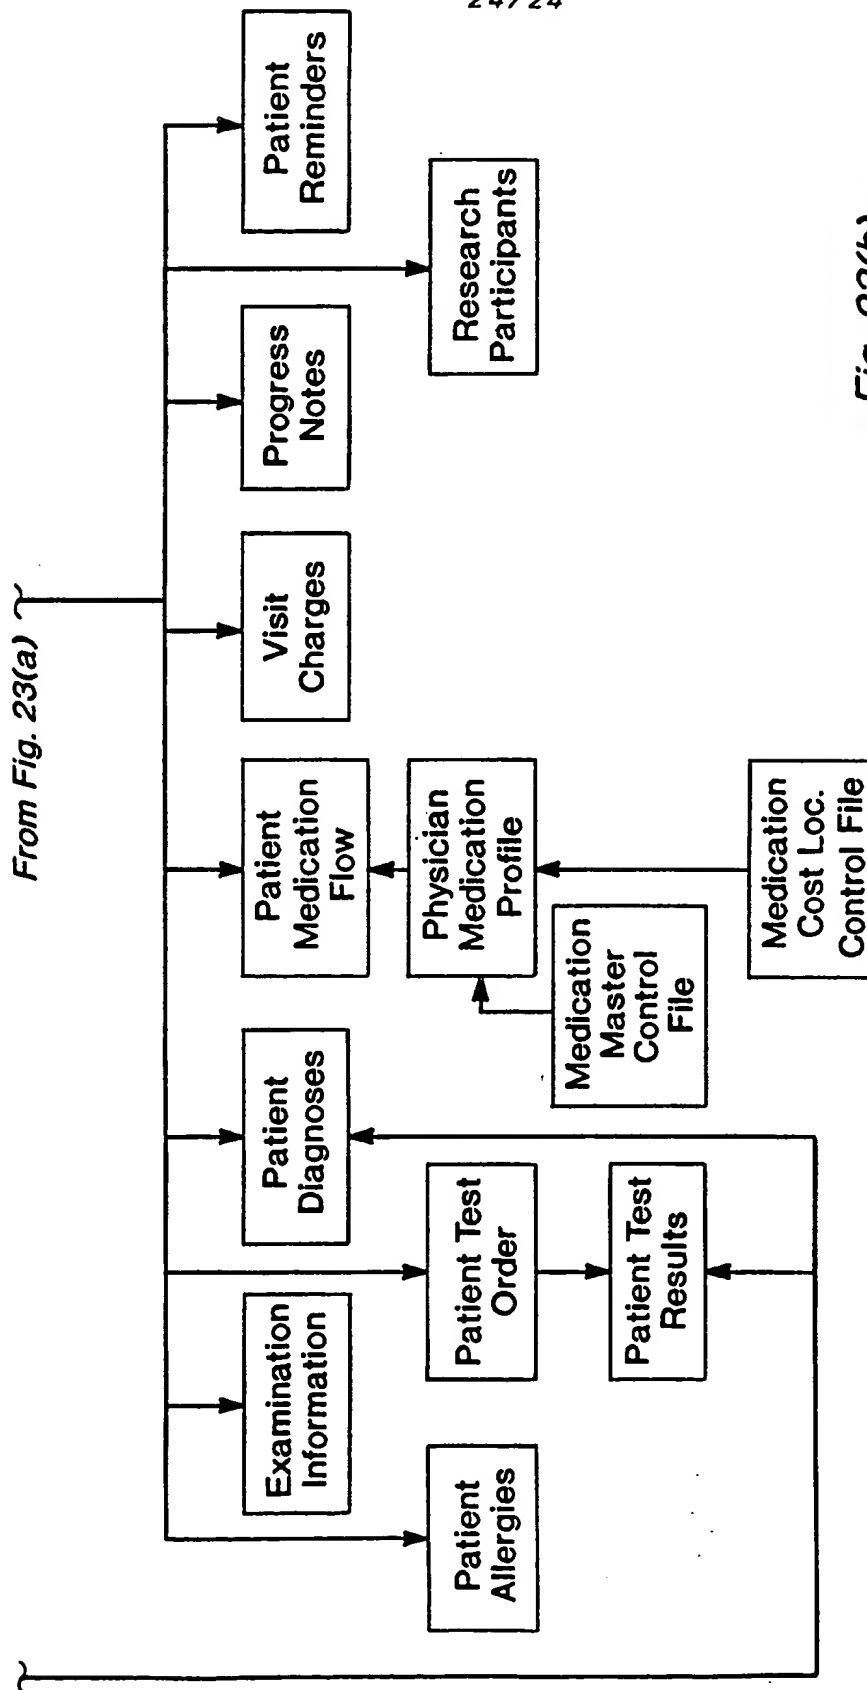 24/24
From Fig. 23(a)
Patient
Allergies
Examination
Information
Patient Test
Order
Patient Test
Results
Patient
Diagnoses
Patient
Medication
Flow
Physician
Medication
Profile
Medication
Master
Control
File
Medication
Cost Loc.
Control File
Visit
Charges
Progress
Notes
Research
Participants
Patient
Reminders